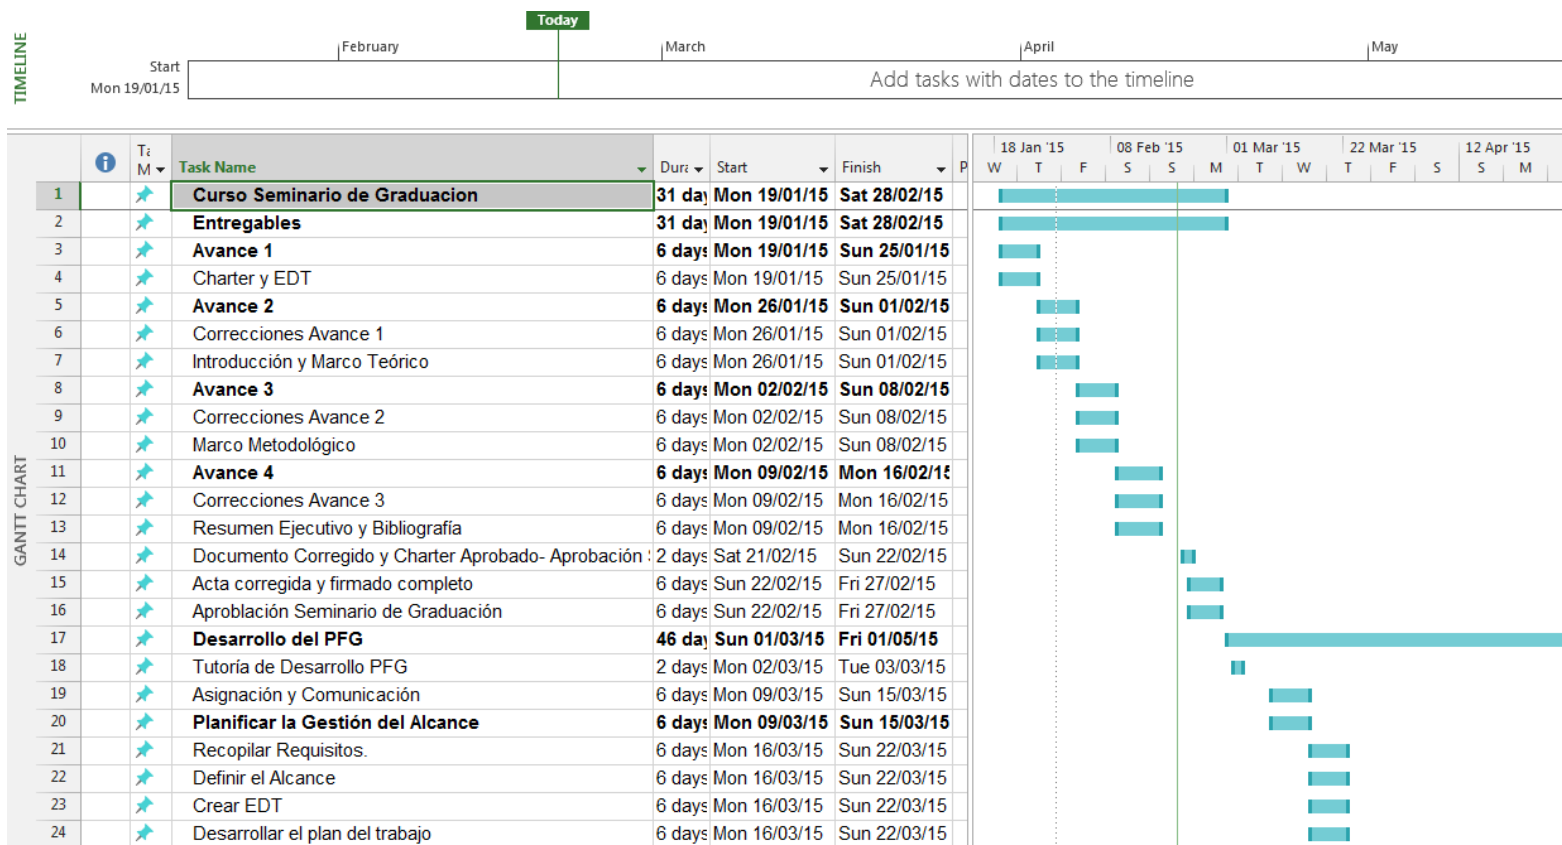 Today
February March April May
Start
Mon 19/01/15
Add tasks with dates to the timeline
TIMELINE
18 Jan '15 08 Feb '15 01 Mar '15 22 Mar '15 12 Apr '15
Ta M Task Name Dura Start Finish P W T F S S M T W T F S S M
1 Curso Seminario de Graduacion 31 day Mon 19/01/15 Sat 28/02/15
2 Entregables 31 day Mon 19/01/15 Sat 28/02/15
3 Avance 1 6 days Mon 19/01/15 Sun 25/01/15
4 Charter y EDT 6 days Mon 19/01/15 Sun 25/01/15
5 Avance 2 6 days Mon 26/01/15 Sun 01/02/15
6 Correcciones Avance 1 6 days Mon 26/01/15 Sun 01/02/15
7 Introducción y Marco Teórico 6 days Mon 26/01/15 Sun 01/02/15
8 Avance 3 6 days Mon 02/02/15 Sun 08/02/15
9 Correcciones Avance 2 6 days Mon 02/02/15 Sun 08/02/15
10 Marco Metodológico 6 days Mon 02/02/15 Sun 08/02/15
11 Avance 4 6 days Mon 09/02/15 Mon 16/02/15
12 Correcciones Avance 3 6 days Mon 09/02/15 Mon 16/02/15
13 Resumen Ejecutivo y Bibliografía 6 days Mon 09/02/15 Mon 16/02/15
14 Documento Corregido y Charter Aprobado- Aprobación 2 days Sat 21/02/15 Sun 22/02/15
15 Acta corregida y firmado completo 6 days Sun 22/02/15 Fri 27/02/15
16 Aproblación Seminario de Graduación 6 days Sun 22/02/15 Fri 27/02/15
17 Desarrollo del PFG 46 day Sun 01/03/15 Fri 01/05/15
18 Tutoría de Desarrollo PFG 2 days Mon 02/03/15 Tue 03/03/15
19 Asignación y Comunicación 6 days Mon 09/03/15 Sun 15/03/15
20 Planificar la Gestión del Alcance 6 days Mon 09/03/15 Sun 15/03/15
21 Recopilar Requisitos. 6 days Mon 16/03/15 Sun 22/03/15
22 Definir el Alcance 6 days Mon 16/03/15 Sun 22/03/15
23 Crear EDT 6 days Mon 16/03/15 Sun 22/03/15
24 Desarrollar el plan del trabajo 6 days Mon 16/03/15 Sun 22/03/15
GANTT CHART